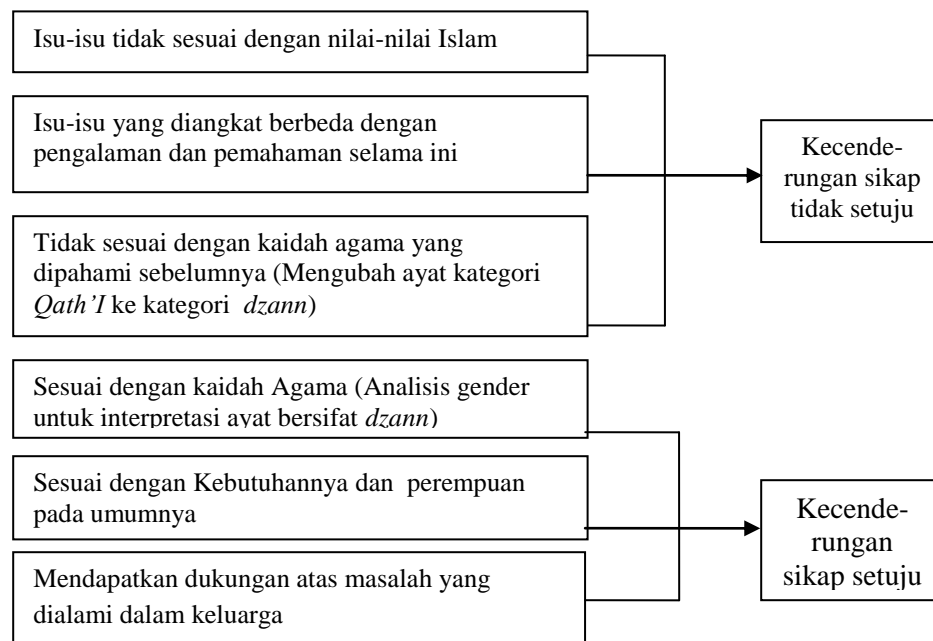 Isu-isu tidak sesuai dengan nilai-nilai Islam
Isu-isu yang diangkat berbeda dengan
pengalaman dan pemahaman selama ini
Tidak sesuai dengan kaidah agama yang
dipahami sebelumnya (Mengubah ayat kategori
Qath’I ke kategori dzann)
Kecende-
rungan sikap
tidak setuju
Sesuai dengan kaidah Agama (Analisis gender
untuk interpretasi ayat bersifat dzann)
Sesuai dengan Kebutuhannya dan perempuan
pada umumnya
Mendapatkan dukungan atas masalah yang
dialami dalam keluarga
Kecende-
rungan
sikap setuju